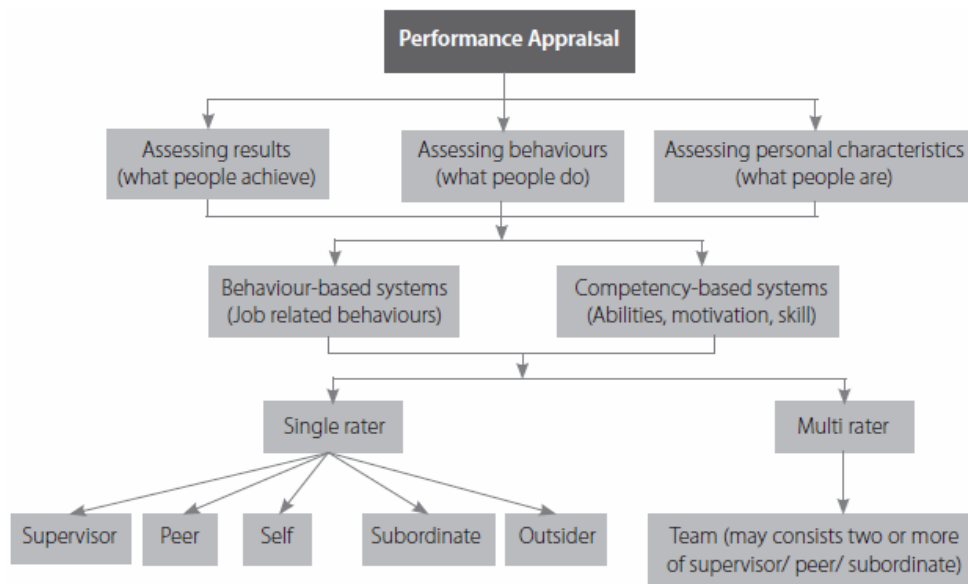 Performance Appraisal
Assessing results
(what people achieve)
Assessing behaviours
(what people do)
Assessing personal characteristics
(what people are)
Behaviour-based systems
(Job related behaviours)
Competency-based systems
(Abilities, motivation, skill)
Single rater
Multi rater
Supervisor
Peer
Self
Subordinate
Outsider
Team (may consists two or more
of supervisor/ peer/ subordinate)